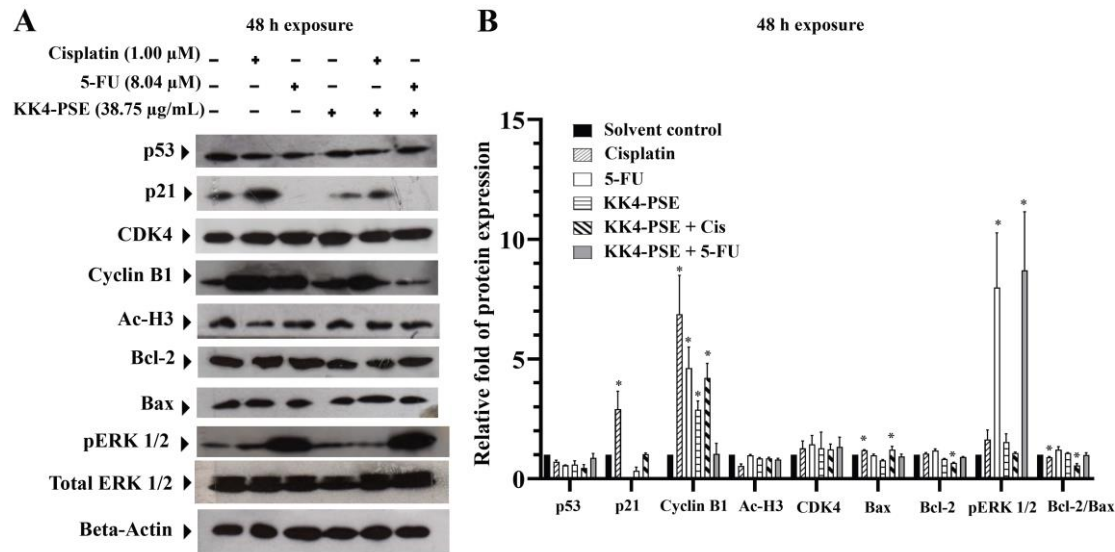 A
48 h exposure
Cisplatin (1.00 µM) - + - - + -
5-FU (8.04 µM) - - + - - +
KK4-PSE (38.75 µg/mL) - - - + + +
p53
p21
CDK4
Cyclin B1
Ac-H3
Bcl-2
Bax
pERK 1/2
Total ERK 1/2
Beta-Actin
B
48 h exposure
Relative fold of protein expression
15
10
5
0
Solvent control
Cisplatin
5-FU
KK4-PSE
KK4-PSE + Cis
KK4-PSE + 5-FU
* * * * * * * * * * * *
p53 p21 Cyclin B1 Ac-H3 CDK4 Bax Bcl-2 pERK 1/2 Bcl-2/Bax